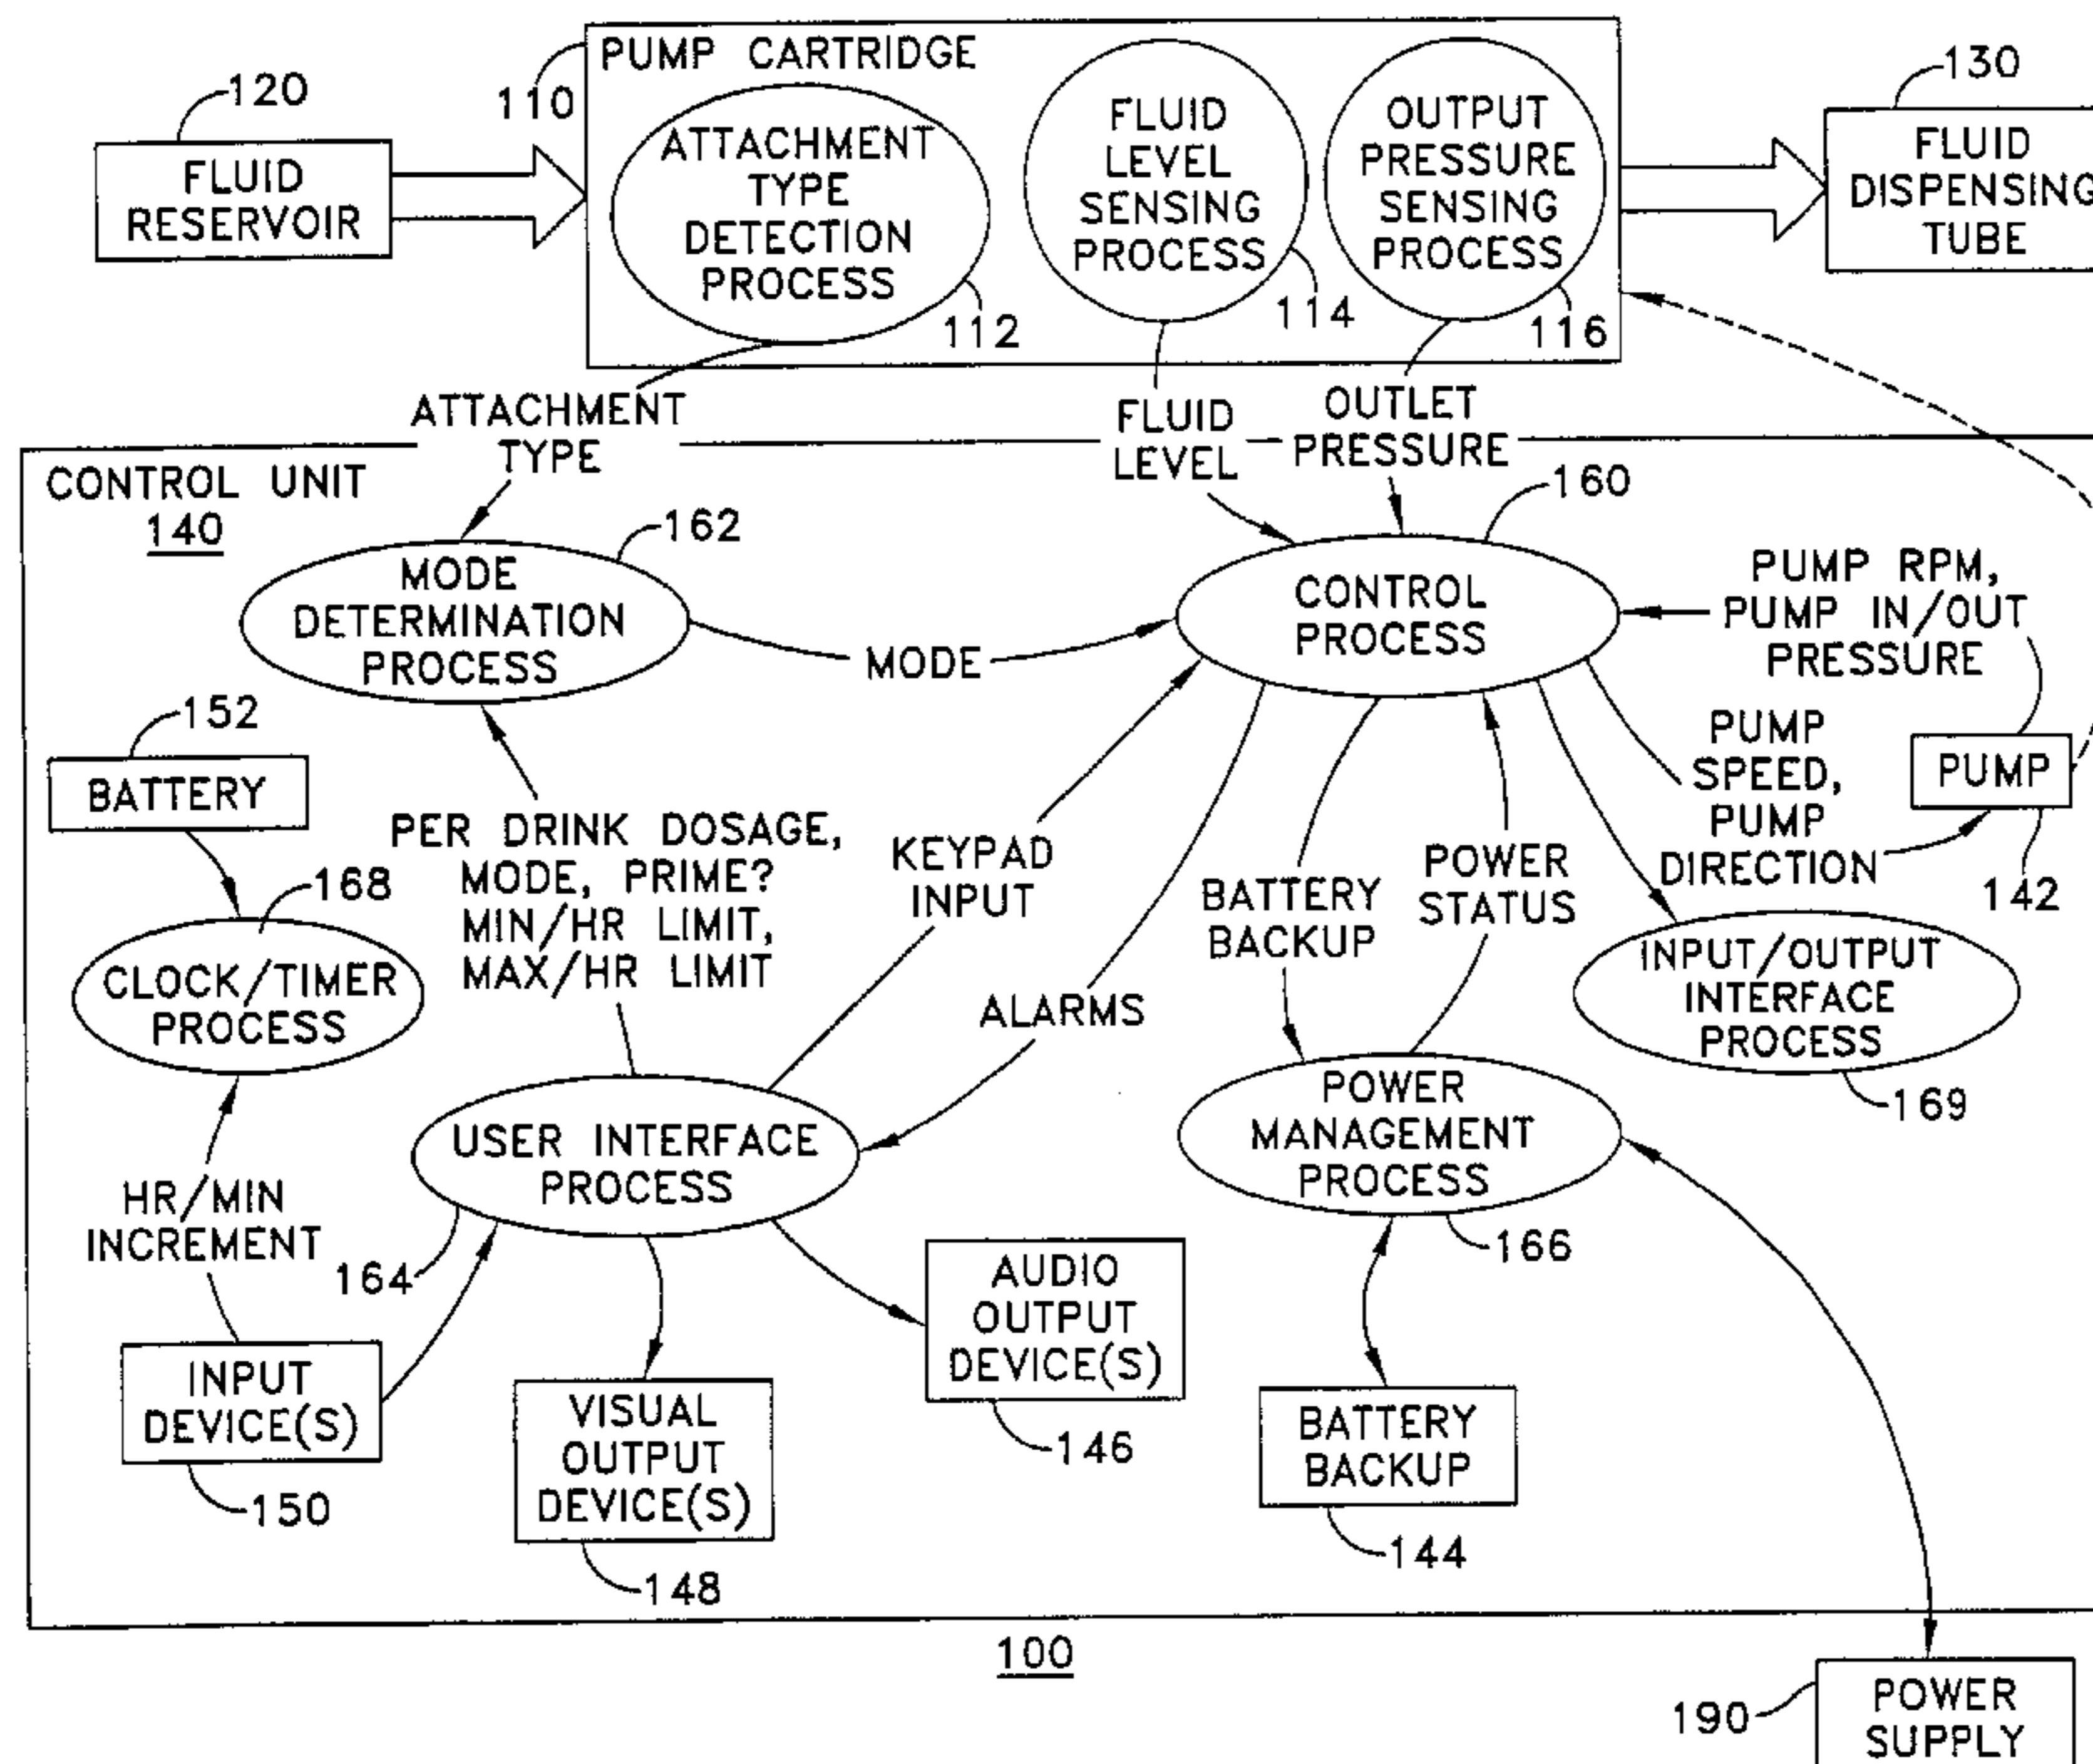 PUMP CARTRIDGE
110
120
FLUID
RESERVOIR
ATTACHMENT
TYPE
DETECTION
PROCESS
112
FLUID
LEVEL
SENSING
PROCESS
114
OUTPUT
PRESSURE
SENSING
PROCESS
116
130
FLUID
DISPENSING
TUBE
ATTACHMENT
TYPE
FLUID
LEVEL
OUTLET
PRESSURE
CONTROL UNIT
140
162
MODE
DETERMINATION
PROCESS
MODE
160
CONTROL
PROCESS
PUMP RPM,
PUMP IN/OUT
PRESSURE
152
BATTERY
PUMP
SPEED,
PUMP
DIRECTION
PUMP
142
168
CLOCK/TIMER
PROCESS
PER DRINK DOSAGE,
MODE, PRIME?
MIN/HR LIMIT,
MAX/HR LIMIT
KEYPAD
INPUT
ALARMS
BATTERY
BACKUP
POWER
STATUS
INPUT/OUTPUT
INTERFACE
PROCESS
169
USER INTERFACE
PROCESS
164
POWER
MANAGEMENT
PROCESS
166
HR/MIN
INCREMENT
INPUT
DEVICE(S)
150
VISUAL
OUTPUT
DEVICE(S)
148
AUDIO
OUTPUT
DEVICE(S)
146
BATTERY
BACKUP
144
100
190
POWER
SUPPLY